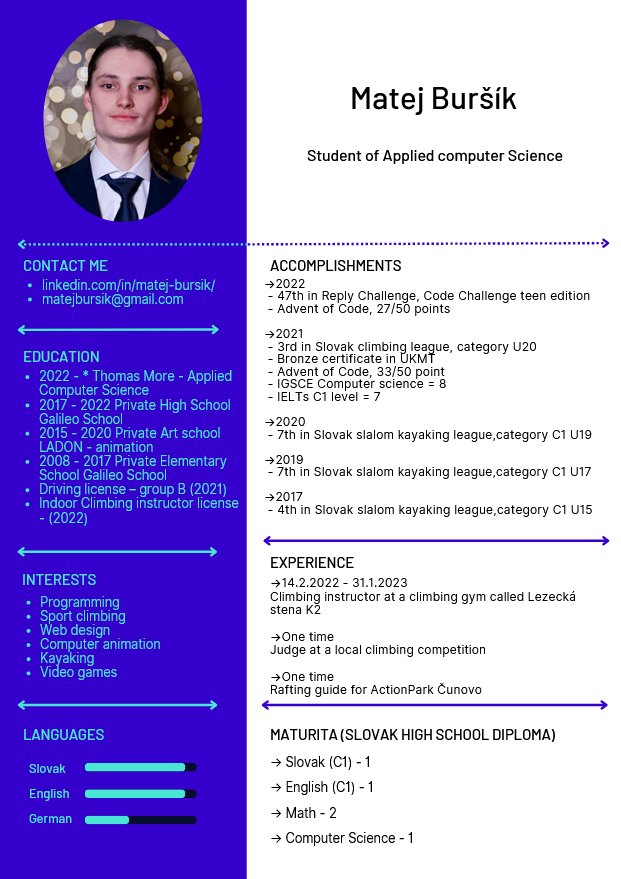 Matej Buršík
Student of Applied computer Science
CONTACT ME
• linkedin.com/in/matej-bursik/
• matejbursik@gmail.com
EDUCATION
• 2022 - * Thomas More - Applied
Computer Science
• 2017 - 2022 Private High School
Galileo School
• 2015 - 2020 Private Art school
LADON - animation
• 2008 - 2017 Private Elementary
School Galileo School
• Driving license – group B (2021)
• Indoor Climbing instructor license
- (2022)
INTERESTS
• Programming
• Sport climbing
• Web design
• Computer animation
• Kayaking
• Video games
LANGUAGES
Slovak
English
German
ACCOMPLISHMENTS
→2022
- 47th in Reply Challenge, Code Challenge teen edition
- Advent of Code, 27/50 points
→2021
- 3rd in Slovak climbing league, category U20
- Bronze certificate in UKMT
- Advent of Code, 33/50 point
- IGSCE Computer science = 8
- IELTs C1 level = 7
→2020
- 7th in Slovak slalom kayaking league,category C1 U19
→2019
- 7th in Slovak slalom kayaking league,category C1 U17
→2017
- 4th in Slovak slalom kayaking league,category C1 U15
EXPERIENCE
→14.2.2022 - 31.1.2023
Climbing instructor at a climbing gym called Lezecká
stena K2
→One time
Judge at a local climbing competition
→One time
Rafting guide for ActionPark Čunovo
MATURITA (SLOVAK HIGH SCHOOL DIPLOMA)
→ Slovak (C1) - 1
→ English (C1) - 1
→ Math - 2
→ Computer Science - 1